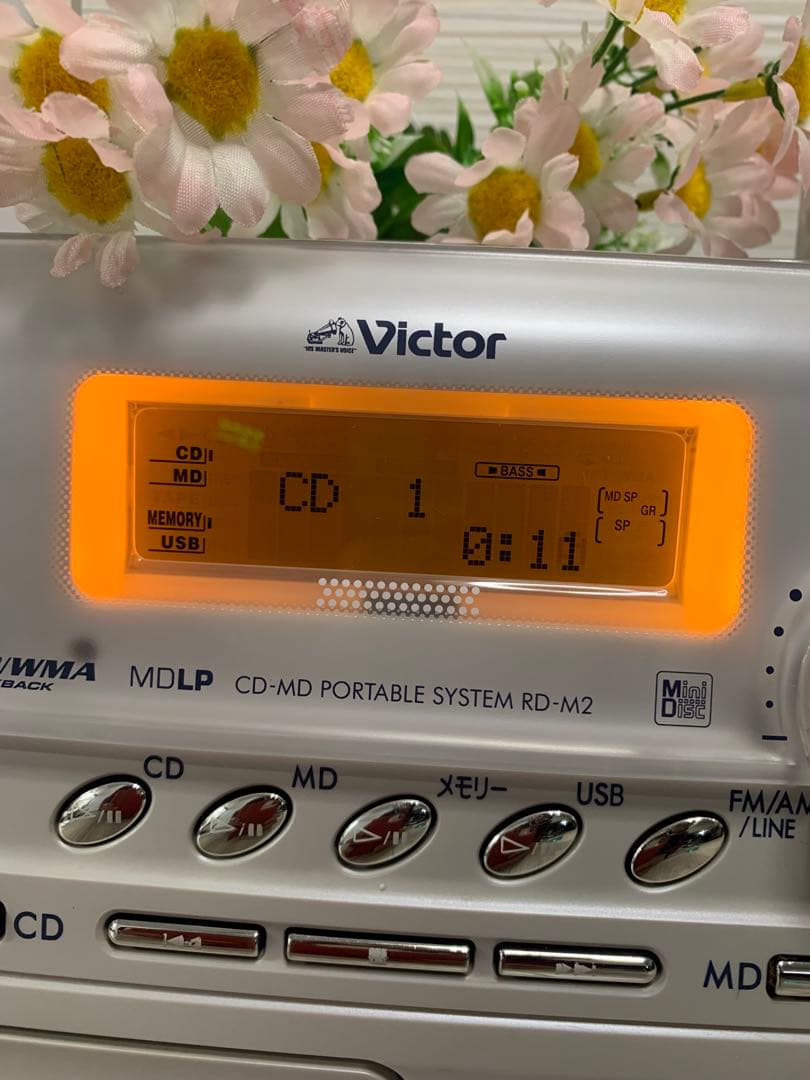 "HIS MASTER'S VOICE" Victor
CD
MD
MEMORY
USB
CD 1
0:11
BASS
MD SP
GR
SP
/WMA
BACK
MDLP
CD-MD PORTABLE SYSTEM RD-M2
Mini Disc
CD
MD
メモリー
USB
FM/AM
/LINE
CD
MD